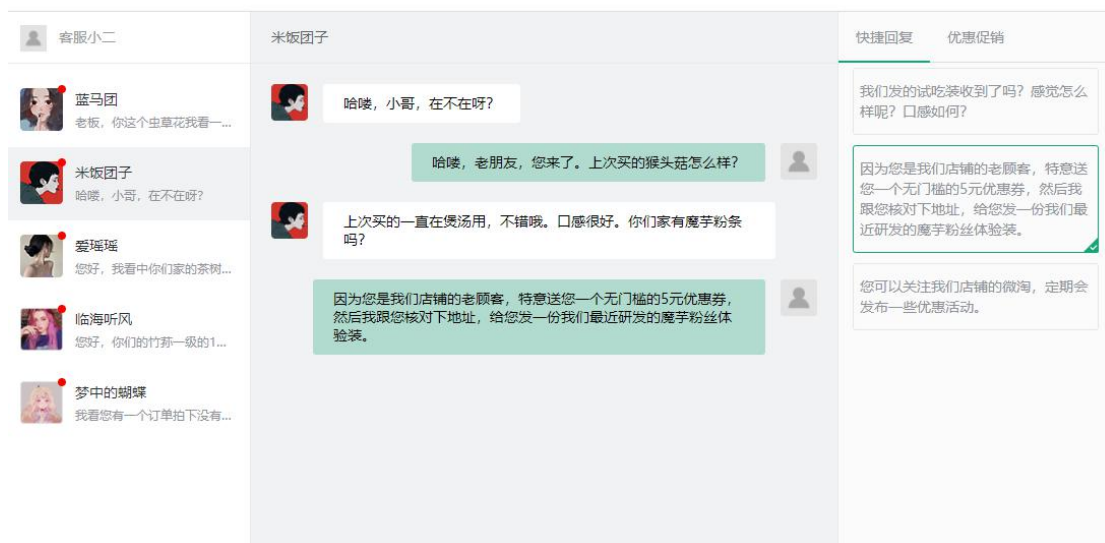 客服小二
蓝马团
老板，你这个虫草花我看一...
米饭团子
哈喽，小哥，在不在呀？
爱瑶瑶
您好，我看中你们家的茶树...
临海听风
您好，你们的竹荪一级的1...
梦中的蝴蝶
我看您有一个订单拍下没有...
米饭团子
哈喽，小哥，在不在呀？
哈喽，老朋友，您来了。上次买的猴头菇怎么样？
上次买的一直在煲汤用，不错哦。口感很好。你们家有魔芋粉条
吗？
因为您是我们店铺的老顾客，特意送您一个无门槛的5元优惠券，
然后我跟您核对下地址，给您发一份我们最近研发的魔芋粉丝体
验装。
快捷回复
优惠促销
我们发的试吃装收到了吗？感觉怎么
样呢？口感如何？
因为您是我们店铺的老顾客，特意送
您一个无门槛的5元优惠券，然后我
跟您核对下地址，给您发一份我们最
近研发的魔芋粉丝体验装。
您可以关注我们店铺的微淘，定期会
发布一些优惠活动。